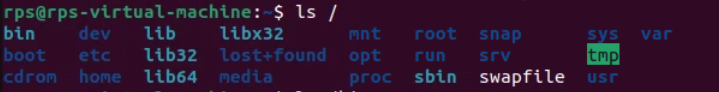 rps@rps-virtual-machine:~$ ls /
bin dev lib libx32 mnt root snap sys var
boot etc lib32 lost+found opt run srv tmp
cdrom home lib64 media proc sbin swapfile usr